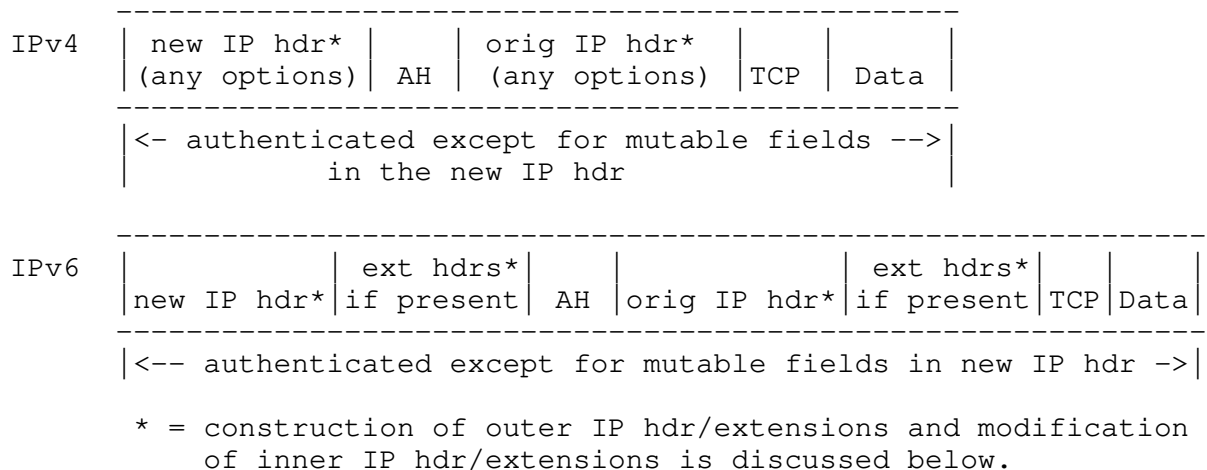 ------------------------------------------------
IPv4 | new IP hdr* | | orig IP hdr* | | |
|(any options)| AH | (any options) |TCP | Data |
------------------------------------------------
|<- authenticated except for mutable fields -->|
| in the new IP hdr |
--------------------------------------------------------------
IPv6 | | ext hdrs*| | | ext hdrs*| | |
|new IP hdr*|if present| AH |orig IP hdr*|if present|TCP|Data|
--------------------------------------------------------------
|<-- authenticated except for mutable fields in new IP hdr ->|
* = construction of outer IP hdr/extensions and modification
of inner IP hdr/extensions is discussed below.